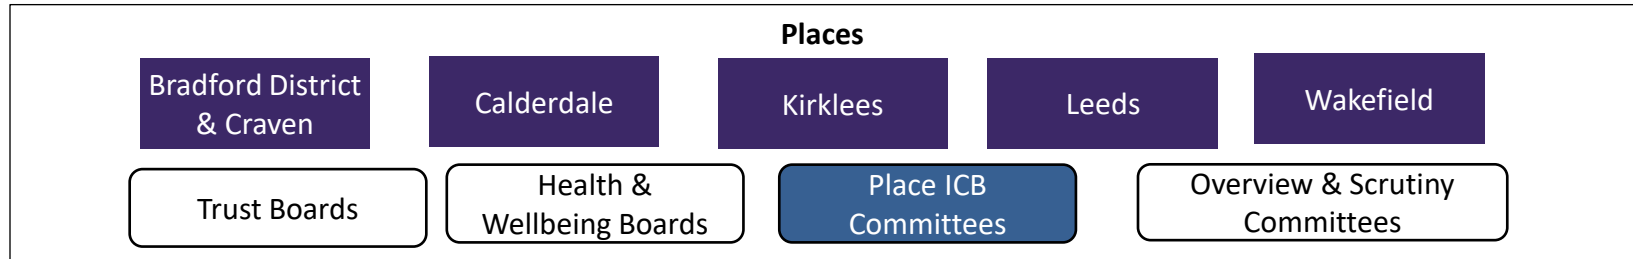 Places
Bradford District
& Craven
Calderdale
Kirklees
Leeds
Wakefield
Trust Boards
Health &
Wellbeing Boards
Place ICB
Committees
Overview & Scrutiny
Committees